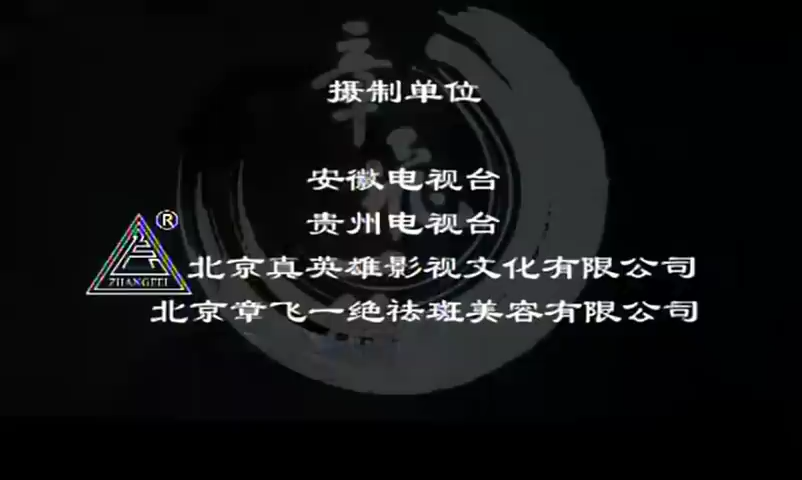 摄制单位
安徽电视台
贵州电视台
®
ZHANGFEI
北京真英雄影视文化有限公司
北京章飞一绝祛斑美容有限公司